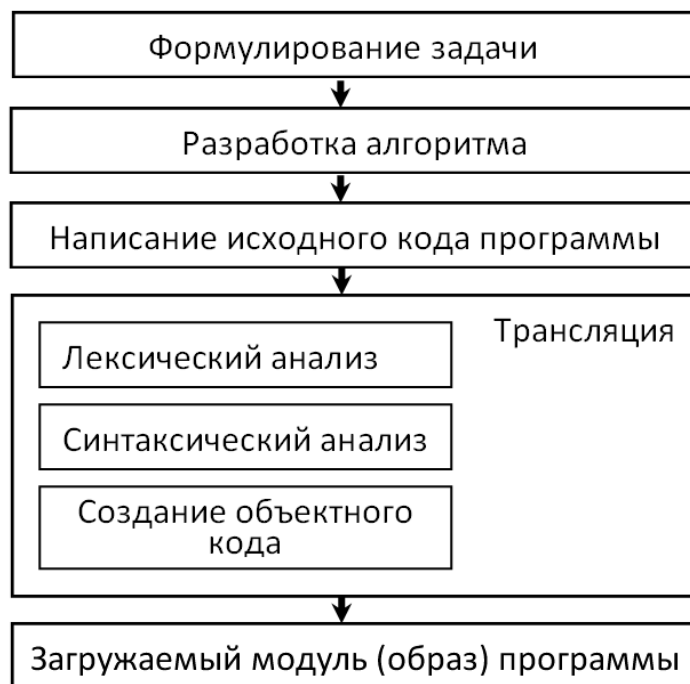 Формулирование задачи
Разработка алгоритма
Написание исходного кода программы
Трансляция
Лексический анализ
Синтаксический анализ
Создание объектного
кода
Загружаемый модуль (образ) программы